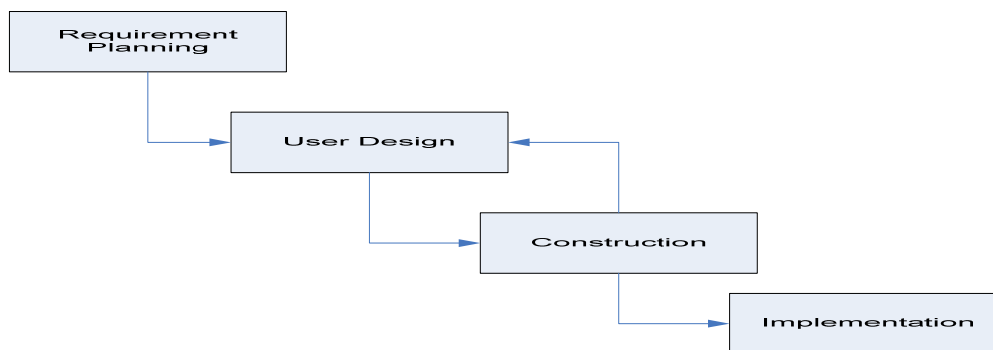 Requirement
Planning
User Design
Construction
Implementation